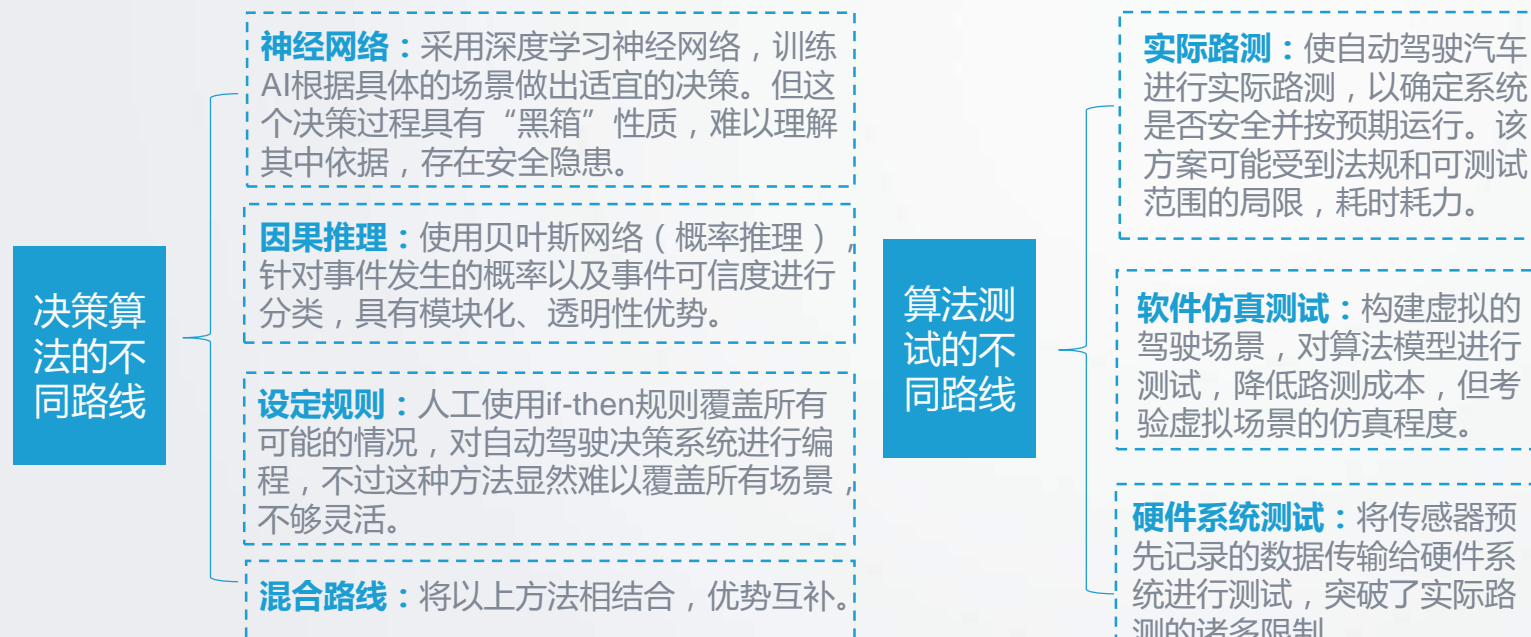 决策算
法的不
同路线
神经网络：采用深度学习神经网络，训练
AI根据具体的场景做出适宜的决策。但这
个决策过程具有“黑箱”性质，难以理解
其中依据，存在安全隐患。
因果推理：使用贝叶斯网络（概率推理），
针对事件发生的概率以及事件可信度进行
分类，具有模块化、透明性优势。
设定规则：人工使用if-then规则覆盖所有
可能的情况，对自动驾驶决策系统进行编
程，不过这种方法显然难以覆盖所有场景，
不够灵活。
混合路线：将以上方法相结合，优势互补。
算法测
试的不
同路线
实际路测：使自动驾驶汽车
进行实际路测，以确定系统
是否安全并按预期运行。该
方案可能受到法规和可测试
范围的局限，耗时耗力。
软件仿真测试：构建虚拟的
驾驶场景，对算法模型进行
测试，降低路测成本，但考
验虚拟场景的仿真程度。
硬件系统测试：将传感器预
先记录的数据传输给硬件系
统进行测试，突破了实际路
测的诸多限制